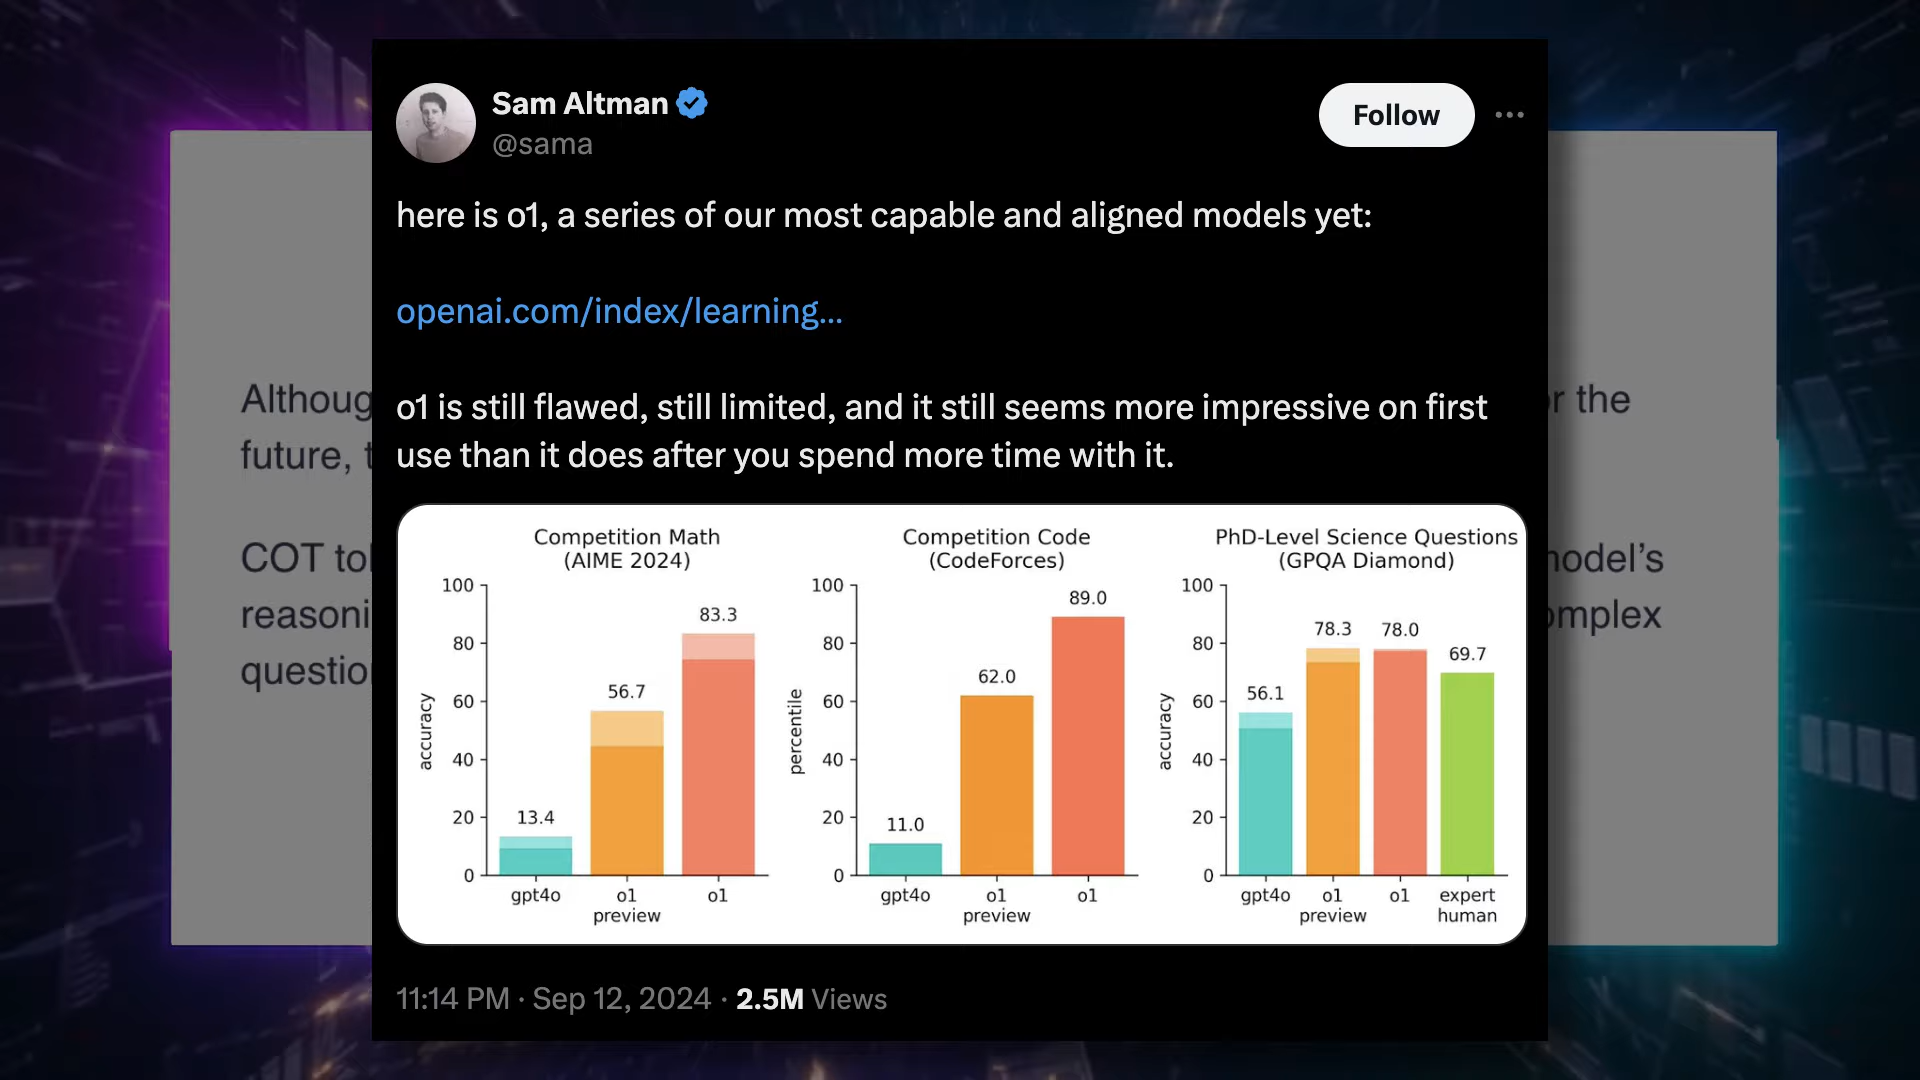 Sam Altman
@sama
Follow
here is o1, a series of our most capable and aligned models yet:
openai.com/index/learning...
o1 is still flawed, still limited, and it still seems more impressive on first
use than it does after you spend more time with it.
Competition Math
(AIME 2024)
accuracy
100
80
60
40
20
0
13.4
56.7
83.3
gpt4o
o1
preview
o1
Competition Code
(CodeForces)
percentile
100
80
60
40
20
0
11.0
62.0
89.0
gpt4o
o1
preview
o1
PhD-Level Science Questions
(GPQA Diamond)
accuracy
100
80
60
40
20
0
56.1
78.3
78.0
69.7
gpt4o
o1
preview
o1
expert
human
11:14 PM · Sep 12, 2024 · 2.5M Views
future,
COT
the